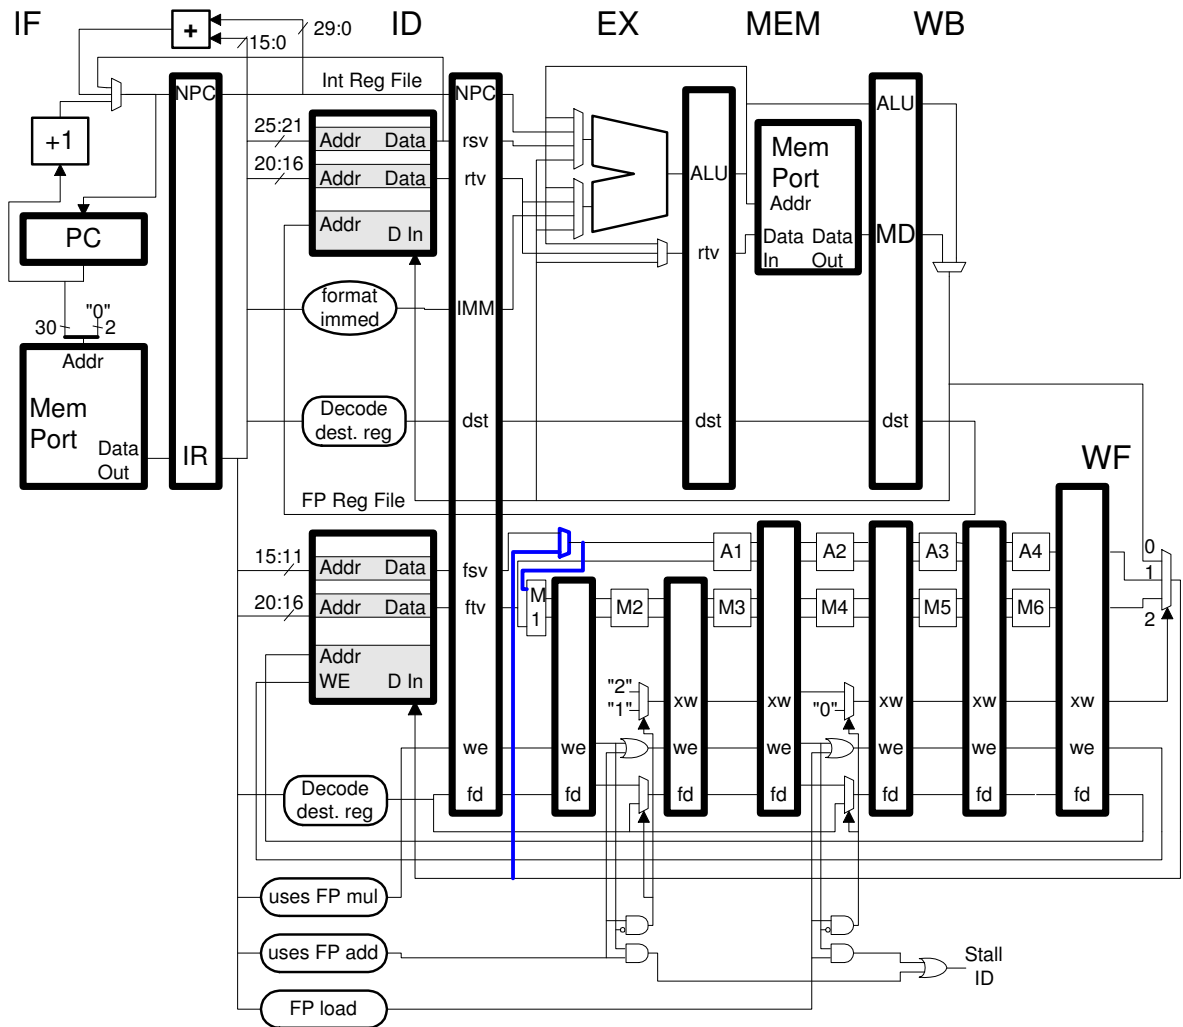 IF
ID
EX
MEM
WB
+
29:0
15:0
Int Reg File
NPC
NPC
ALU
+1
25:21
Addr Data
rsv
20:16
Addr Data
rtv
ALU
Mem
Port
Addr
Addr
D In
PC
rtv
Data
In
Data
Out
MD
format
immed
IMM
30
"0"
2
Addr
Mem
Port
Data
Out
IR
Decode
dest. reg
dst
dst
dst
WF
FP Reg File
15:11
Addr Data
fsv
A1
A2
A3
A4
0
1
2
20:16
Addr Data
ftv
M
1
M2
M3
M4
M5
M6
Addr
WE D In
"2"
"1"
xw
xw
"0"
xw
xw
xw
we
we
we
we
we
we
we
Decode
dest. reg
fd
fd
fd
fd
fd
fd
fd
uses FP mul
uses FP add
Stall
ID
FP load